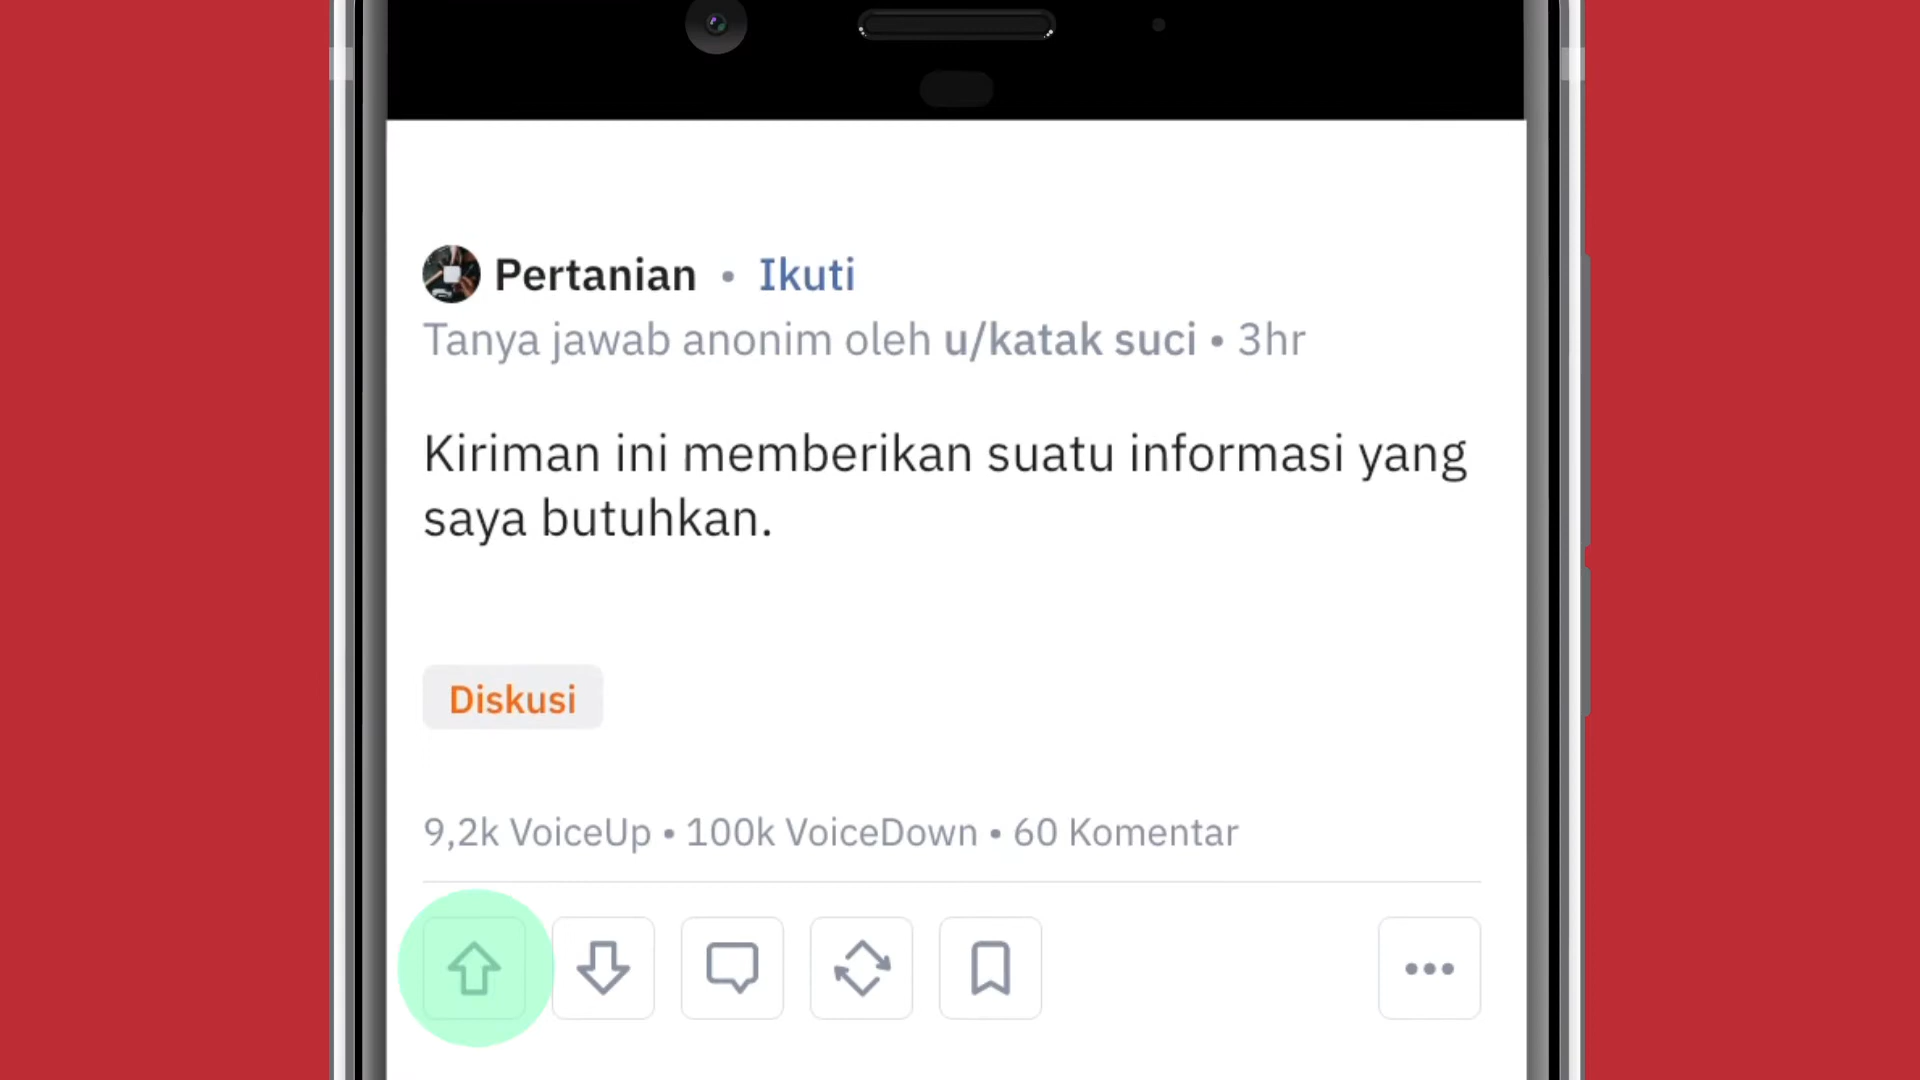 Pertanian • Ikuti
Tanya jawab anonim oleh u/katak suci • 3hr
Kiriman ini memberikan suatu informasi yang
saya butuhkan.
Diskusi
9,2k VoiceUp • 100k VoiceDown • 60 Komentar